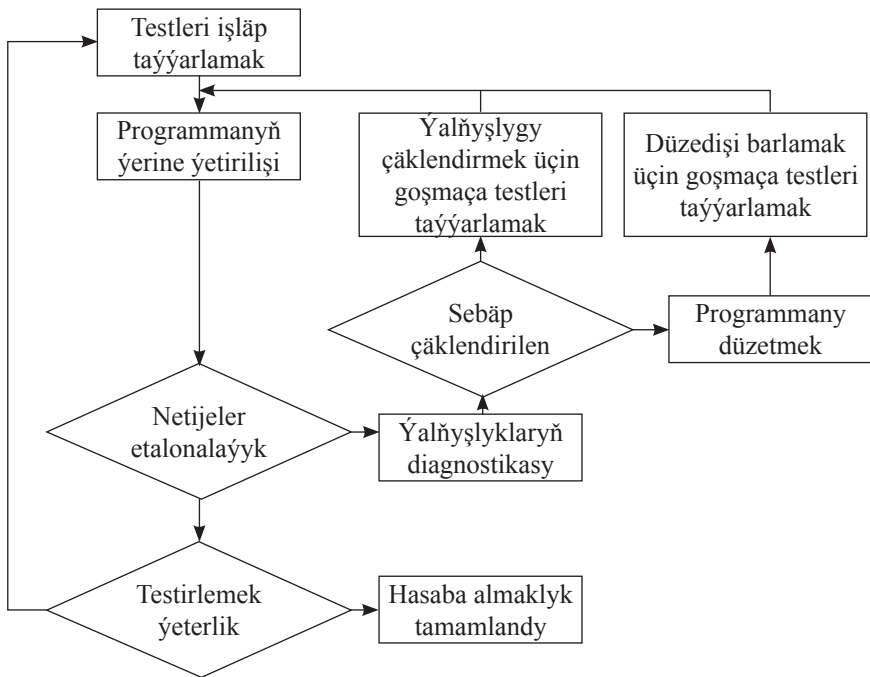 Testleri işläp
taýýarlamak
Programmanyň
ýerine ýetirilişi
Ýalňyşlygy
çäklendirmek üçin
goşmaça testleri
taýýarlamak
Düzedişi barlamak
üçin goşmaça testleri
taýýarlamak
Sebäp
çäklendirilen
Programmany
düzetmek
Netijeler
etalonalaýyk
Ýalňyşlyklaryň
diagnostikasy
Testirlemek
ýeterlik
Hasaba almaklyk
tamamlandy